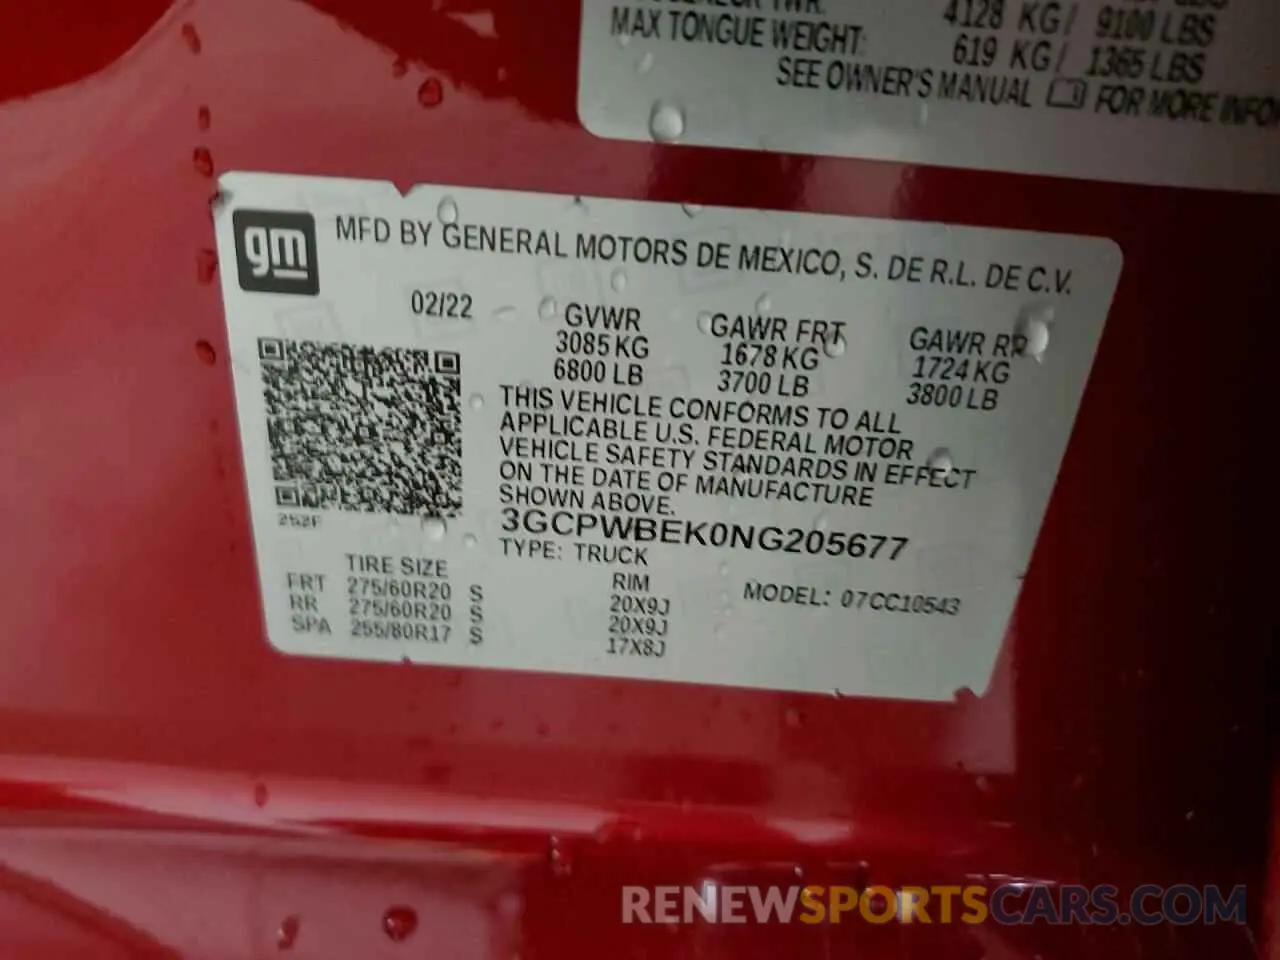 4128 KG/ 9100 LBS
MAX TONGUE WEIGHT: 619 KG/ 1365 LBS
SEE OWNER'S MANUAL FOR MORE INFO
gm
MFD BY GENERAL MOTORS DE MEXICO, S. DE R.L. DE C.V.
02/22 GVWR GAWR FRT GAWR RR
3085 KG 1678 KG 1724 KG
6800 LB 3700 LB 3800 LB
THIS VEHICLE CONFORMS TO ALL
APPLICABLE U.S. FEDERAL MOTOR
VEHICLE SAFETY STANDARDS IN EFFECT
ON THE DATE OF MANUFACTURE
SHOWN ABOVE.
252F
3GCPWBEK0NG205677
TYPE: TRUCK
TIRE SIZE RIM MODEL: 07CC10543
FRT 275/60R20 S 20X9J
RR 275/60R20 S 20X9J
SPA 255/80R17 S 17X8J
RENEWSPORTSCARS.COM